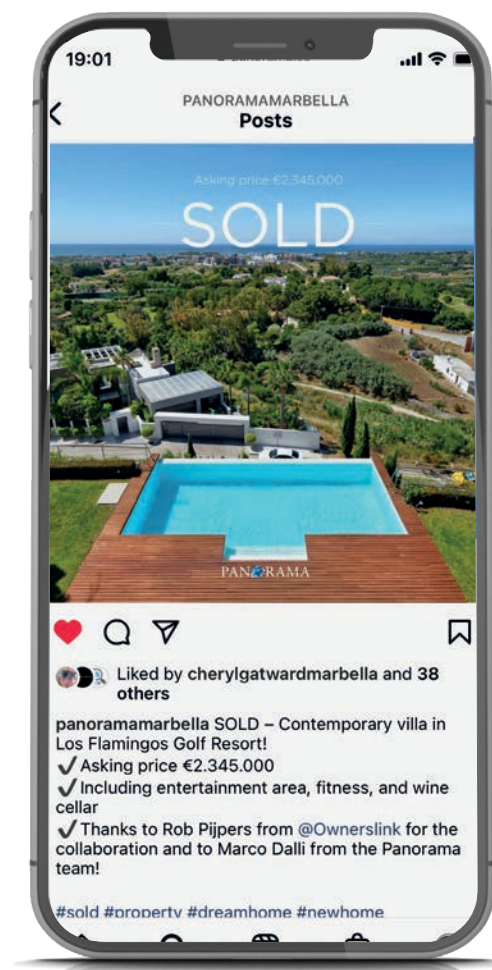 19:01
PANORAMAMARBELLA
Posts
Asking price €2.345.000
SOLD
PANORAMA
Liked by cherylgatwardmarbella and 38
others
panoramamarbella SOLD – Contemporary villa in
Los Flamingos Golf Resort!
✓Asking price €2.345.000
✓Including entertainment area, fitness, and wine
cellar
✓Thanks to Rob Pijpers from @Ownerslink for the
collaboration and to Marco Dalli from the Panorama
team!
#sold #property #dreamhome #newhome